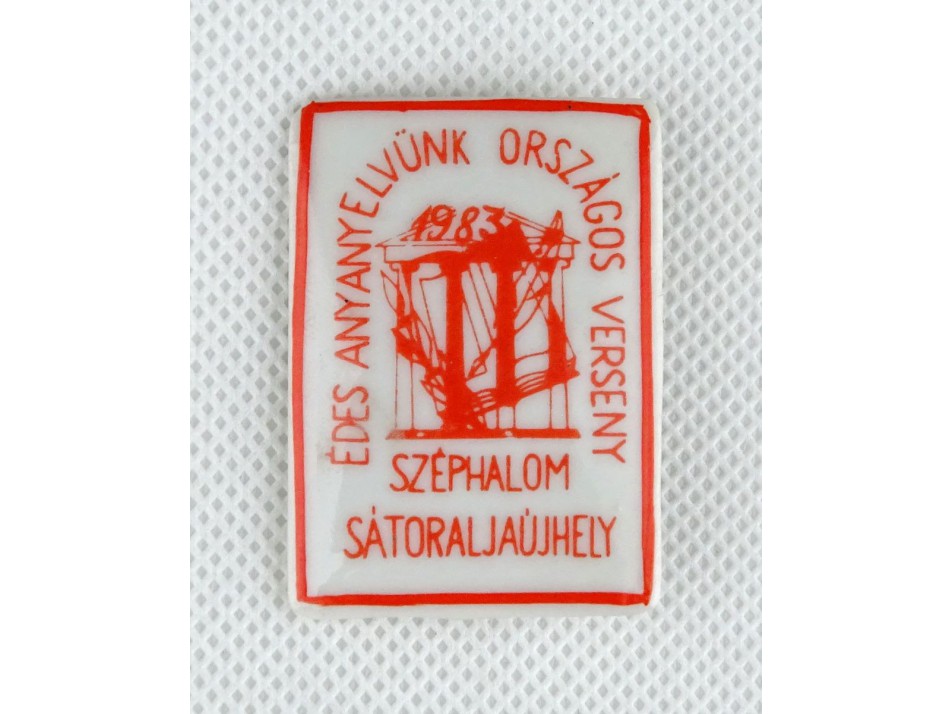 ÉDES ANYANYELVÜNK ORSZÁGOS VERSENY
1983
SZÉPHALOM
SÁTORALJAÚJHELY